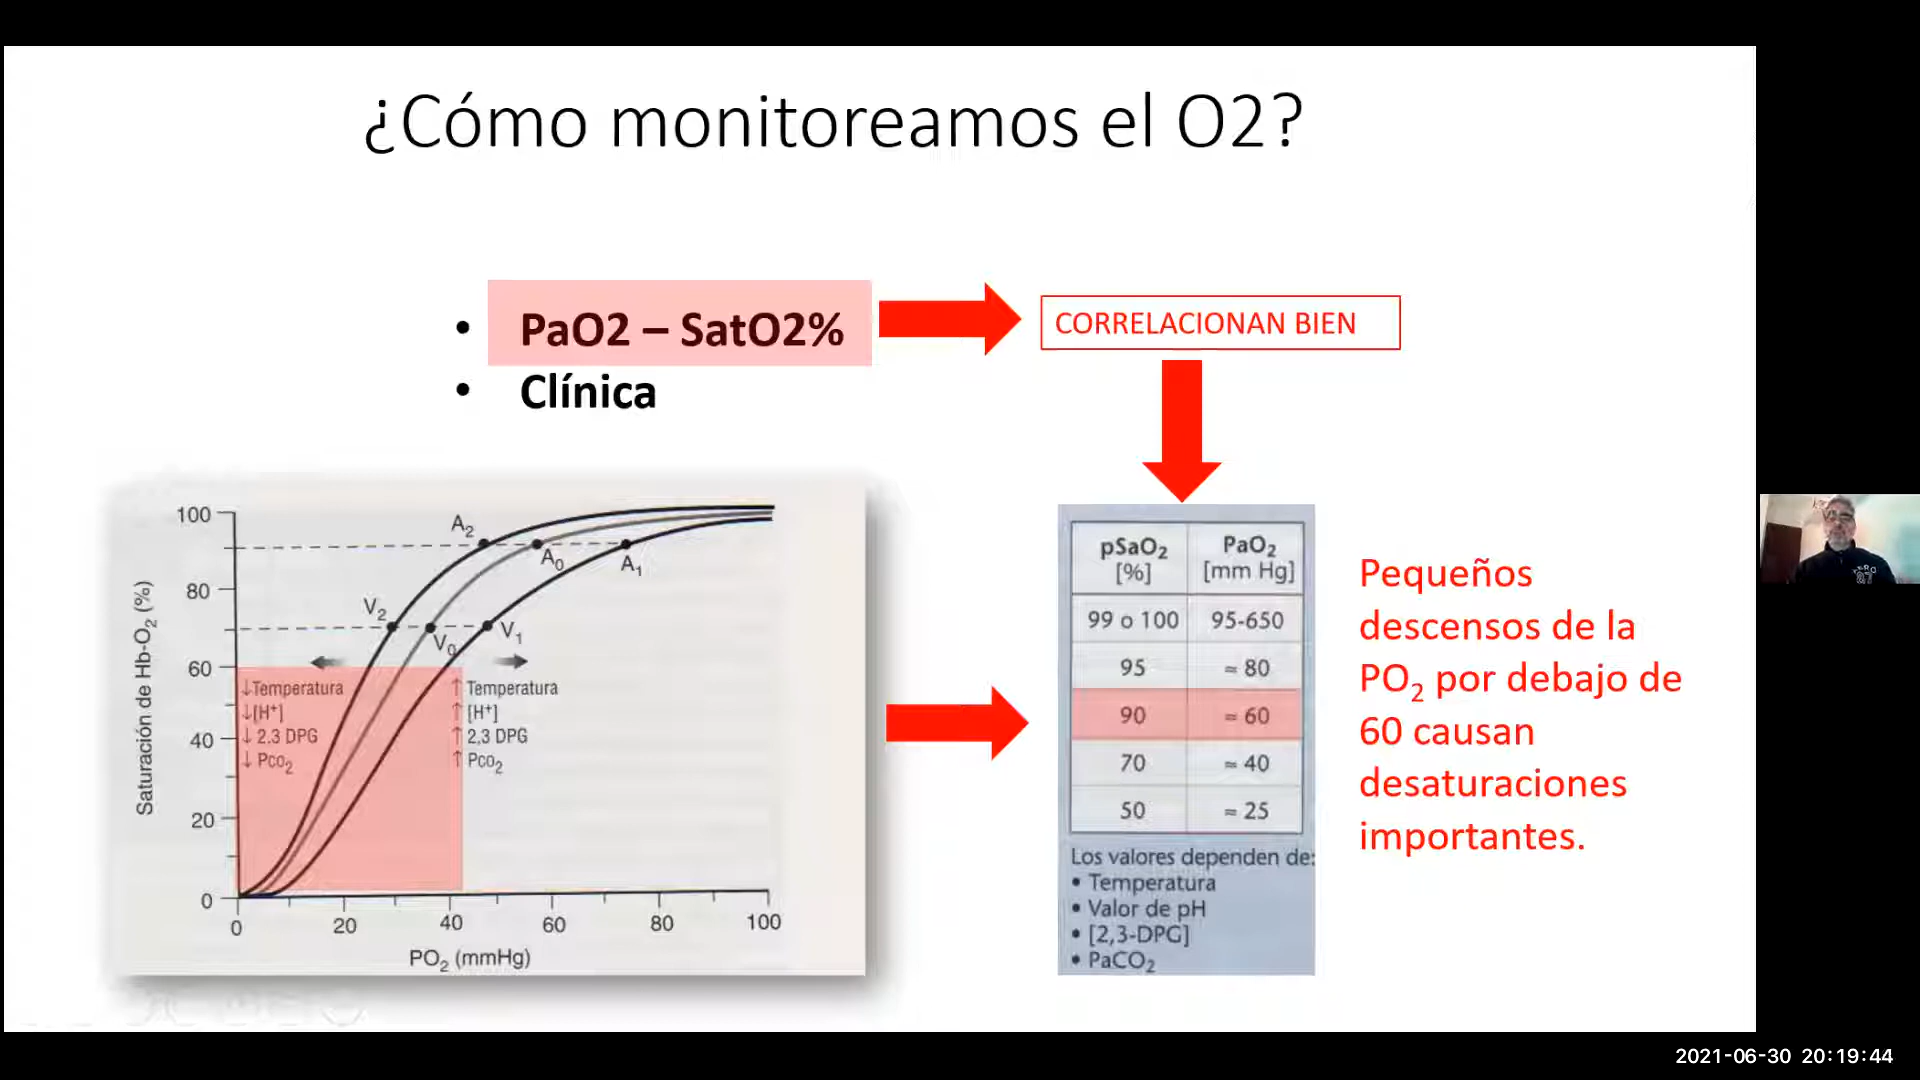 ¿Cómo monitoreamos el O2?
• PaO2 – SatO2%
• Clínica
CORRELACIONAN BIEN
Saturación de Hb-O2 (%)
100
80
60
40
20
0
A2
A0
A1
V2
V0
V1
↓Temperatura
↓[H+]
↓ 2.3 DPG
↓ Pco2
↑ Temperatura
↑ [H+]
↑ 2,3 DPG
↑ Pco2
0 20 40 60 80 100
PO2 (mmHg)
pSaO2 [%] PaO2 [mm Hg]
99 o 100 95-650
95 ≈ 80
90 ≈ 60
70 ≈ 40
50 ≈ 25
Los valores dependen de:
• Temperatura
• Valor de pH
• [2,3-DPG]
• PaCO2
Pequeños
descensos de la
PO2 por debajo de
60 causan
desaturaciones
importantes.
2021-06-30 20:19:44